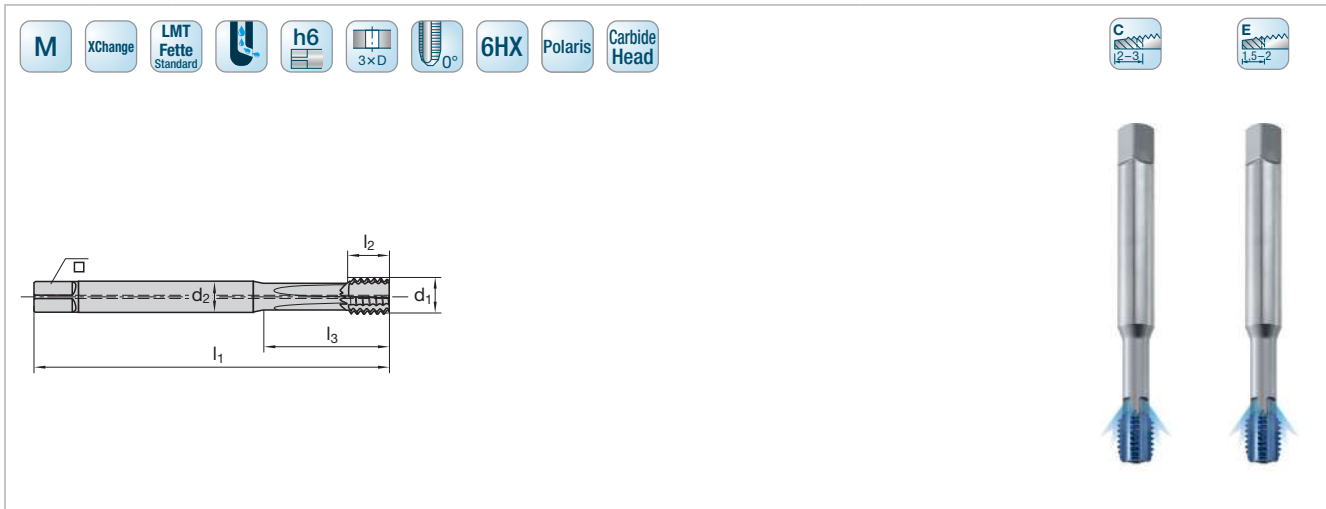 M
XChange
LMT
Fette
Standard
h6
3×D
0°
6HX
Polaris
Carbide
Head
C
2–3
E
1,5–2
l2
d2
d1
l3
l1